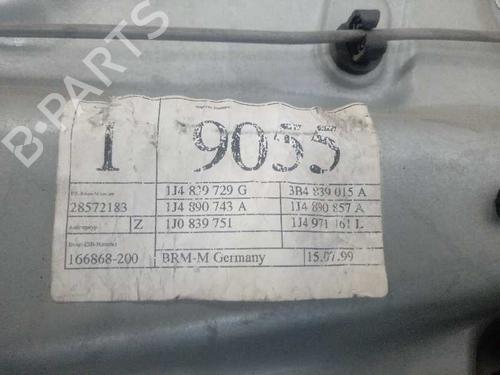 B-PARTS
1 9055
1J4 839 729 G 3B4 839 015 A
28572183 1J4 890 743 A 1J4 890 857 A
Z 1J0 839 751 1J4 971 161 L
166868-200 BRM-M Germany 15.07.99